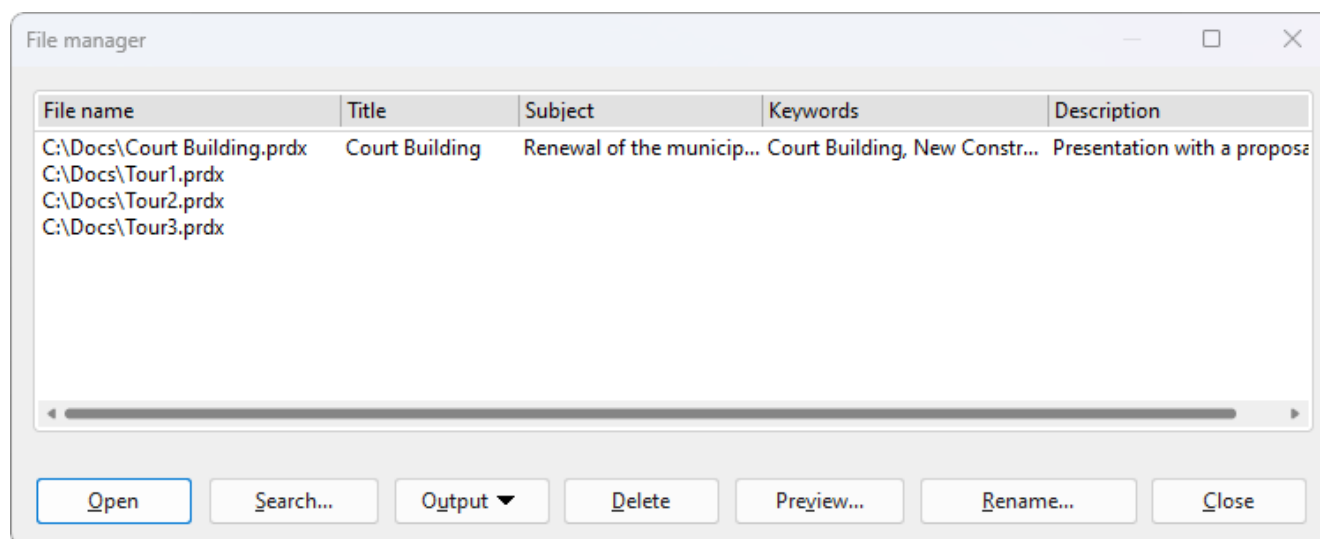 File manager
File name Title Subject Keywords Description
C:\Docs\Court Building.prdx Court Building Renewal of the municip... Court Building, New Constr... Presentation with a proposa
C:\Docs\Tour1.prdx
C:\Docs\Tour2.prdx
C:\Docs\Tour3.prdx
Open Search... Output Delete Preview... Rename... Close